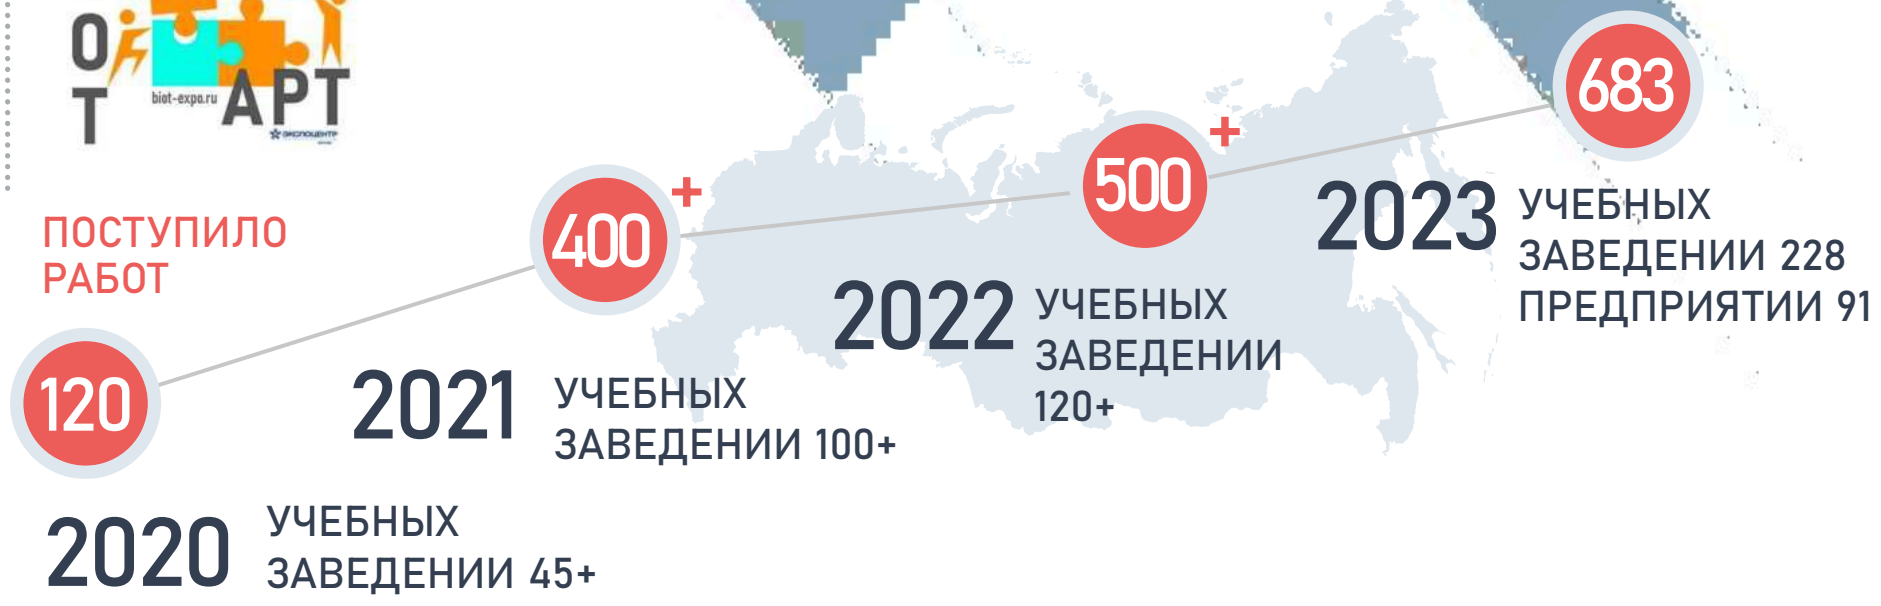 ОТ
АРТ
biot-expo.ru
ЭКСПОЦЕНТР
ПОСТУПИЛО
РАБОТ
120
2020
УЧЕБНЫХ
ЗАВЕДЕНИИ 45+
400+
2021
УЧЕБНЫХ
ЗАВЕДЕНИИ 100+
500+
2022
УЧЕБНЫХ
ЗАВЕДЕНИИ
120+
683
2023
УЧЕБНЫХ
ЗАВЕДЕНИИ 228
ПРЕДПРИЯТИИ 91